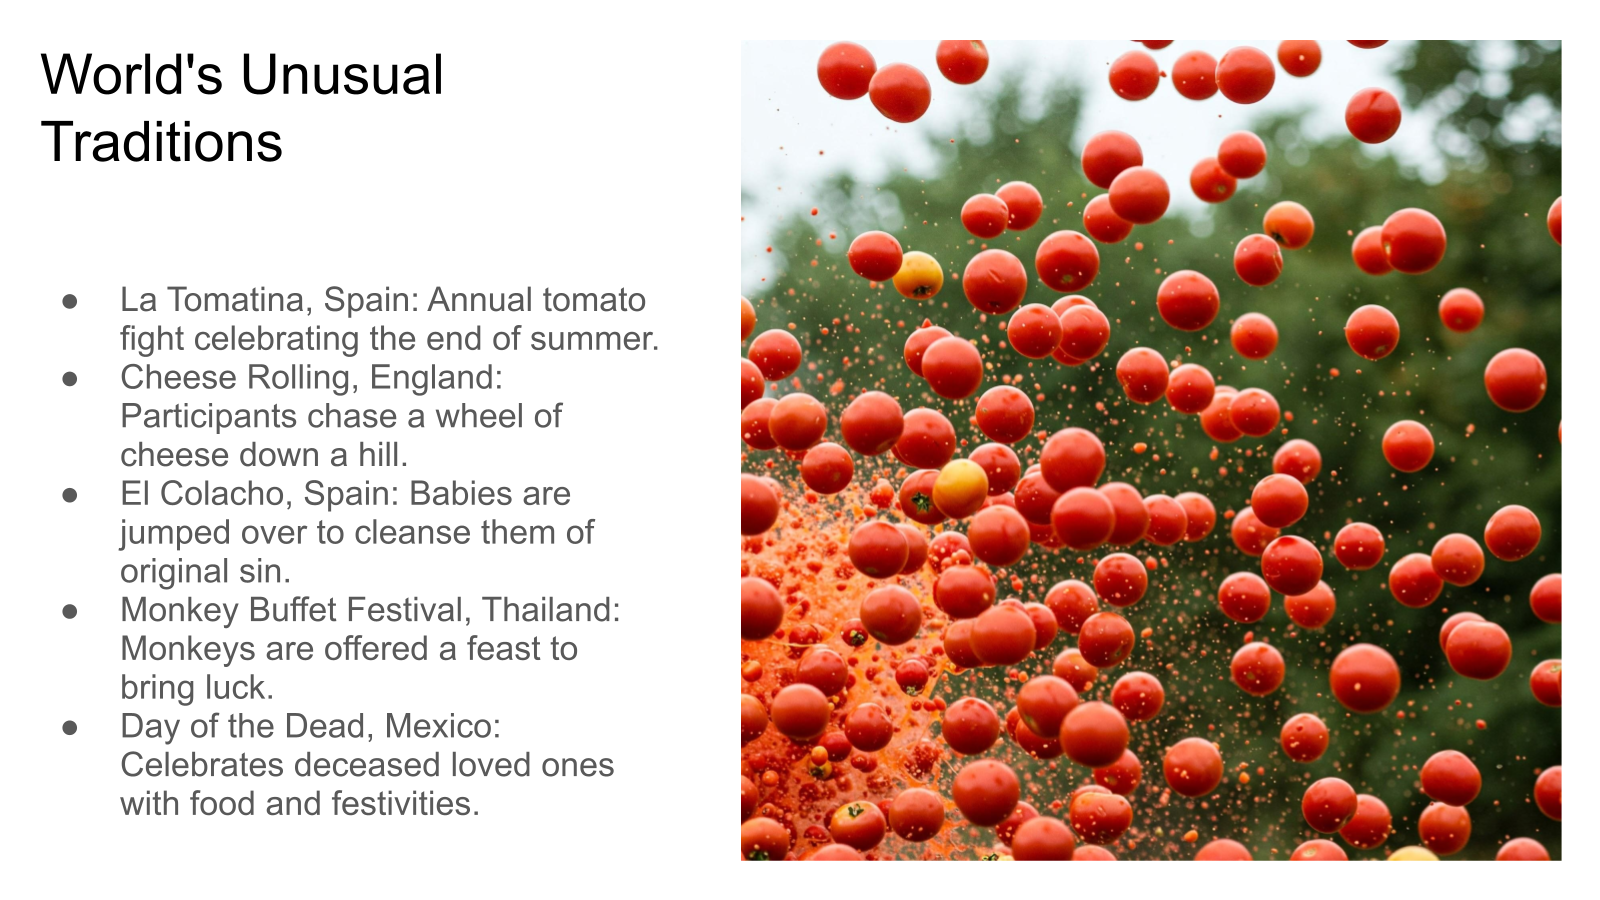 World's Unusual
Traditions
● La Tomatina, Spain: Annual tomato
fight celebrating the end of summer.
● Cheese Rolling, England:
Participants chase a wheel of
cheese down a hill.
● El Colacho, Spain: Babies are
jumped over to cleanse them of
original sin.
● Monkey Buffet Festival, Thailand:
Monkeys are offered a feast to
bring luck.
● Day of the Dead, Mexico:
Celebrates deceased loved ones
with food and festivities.